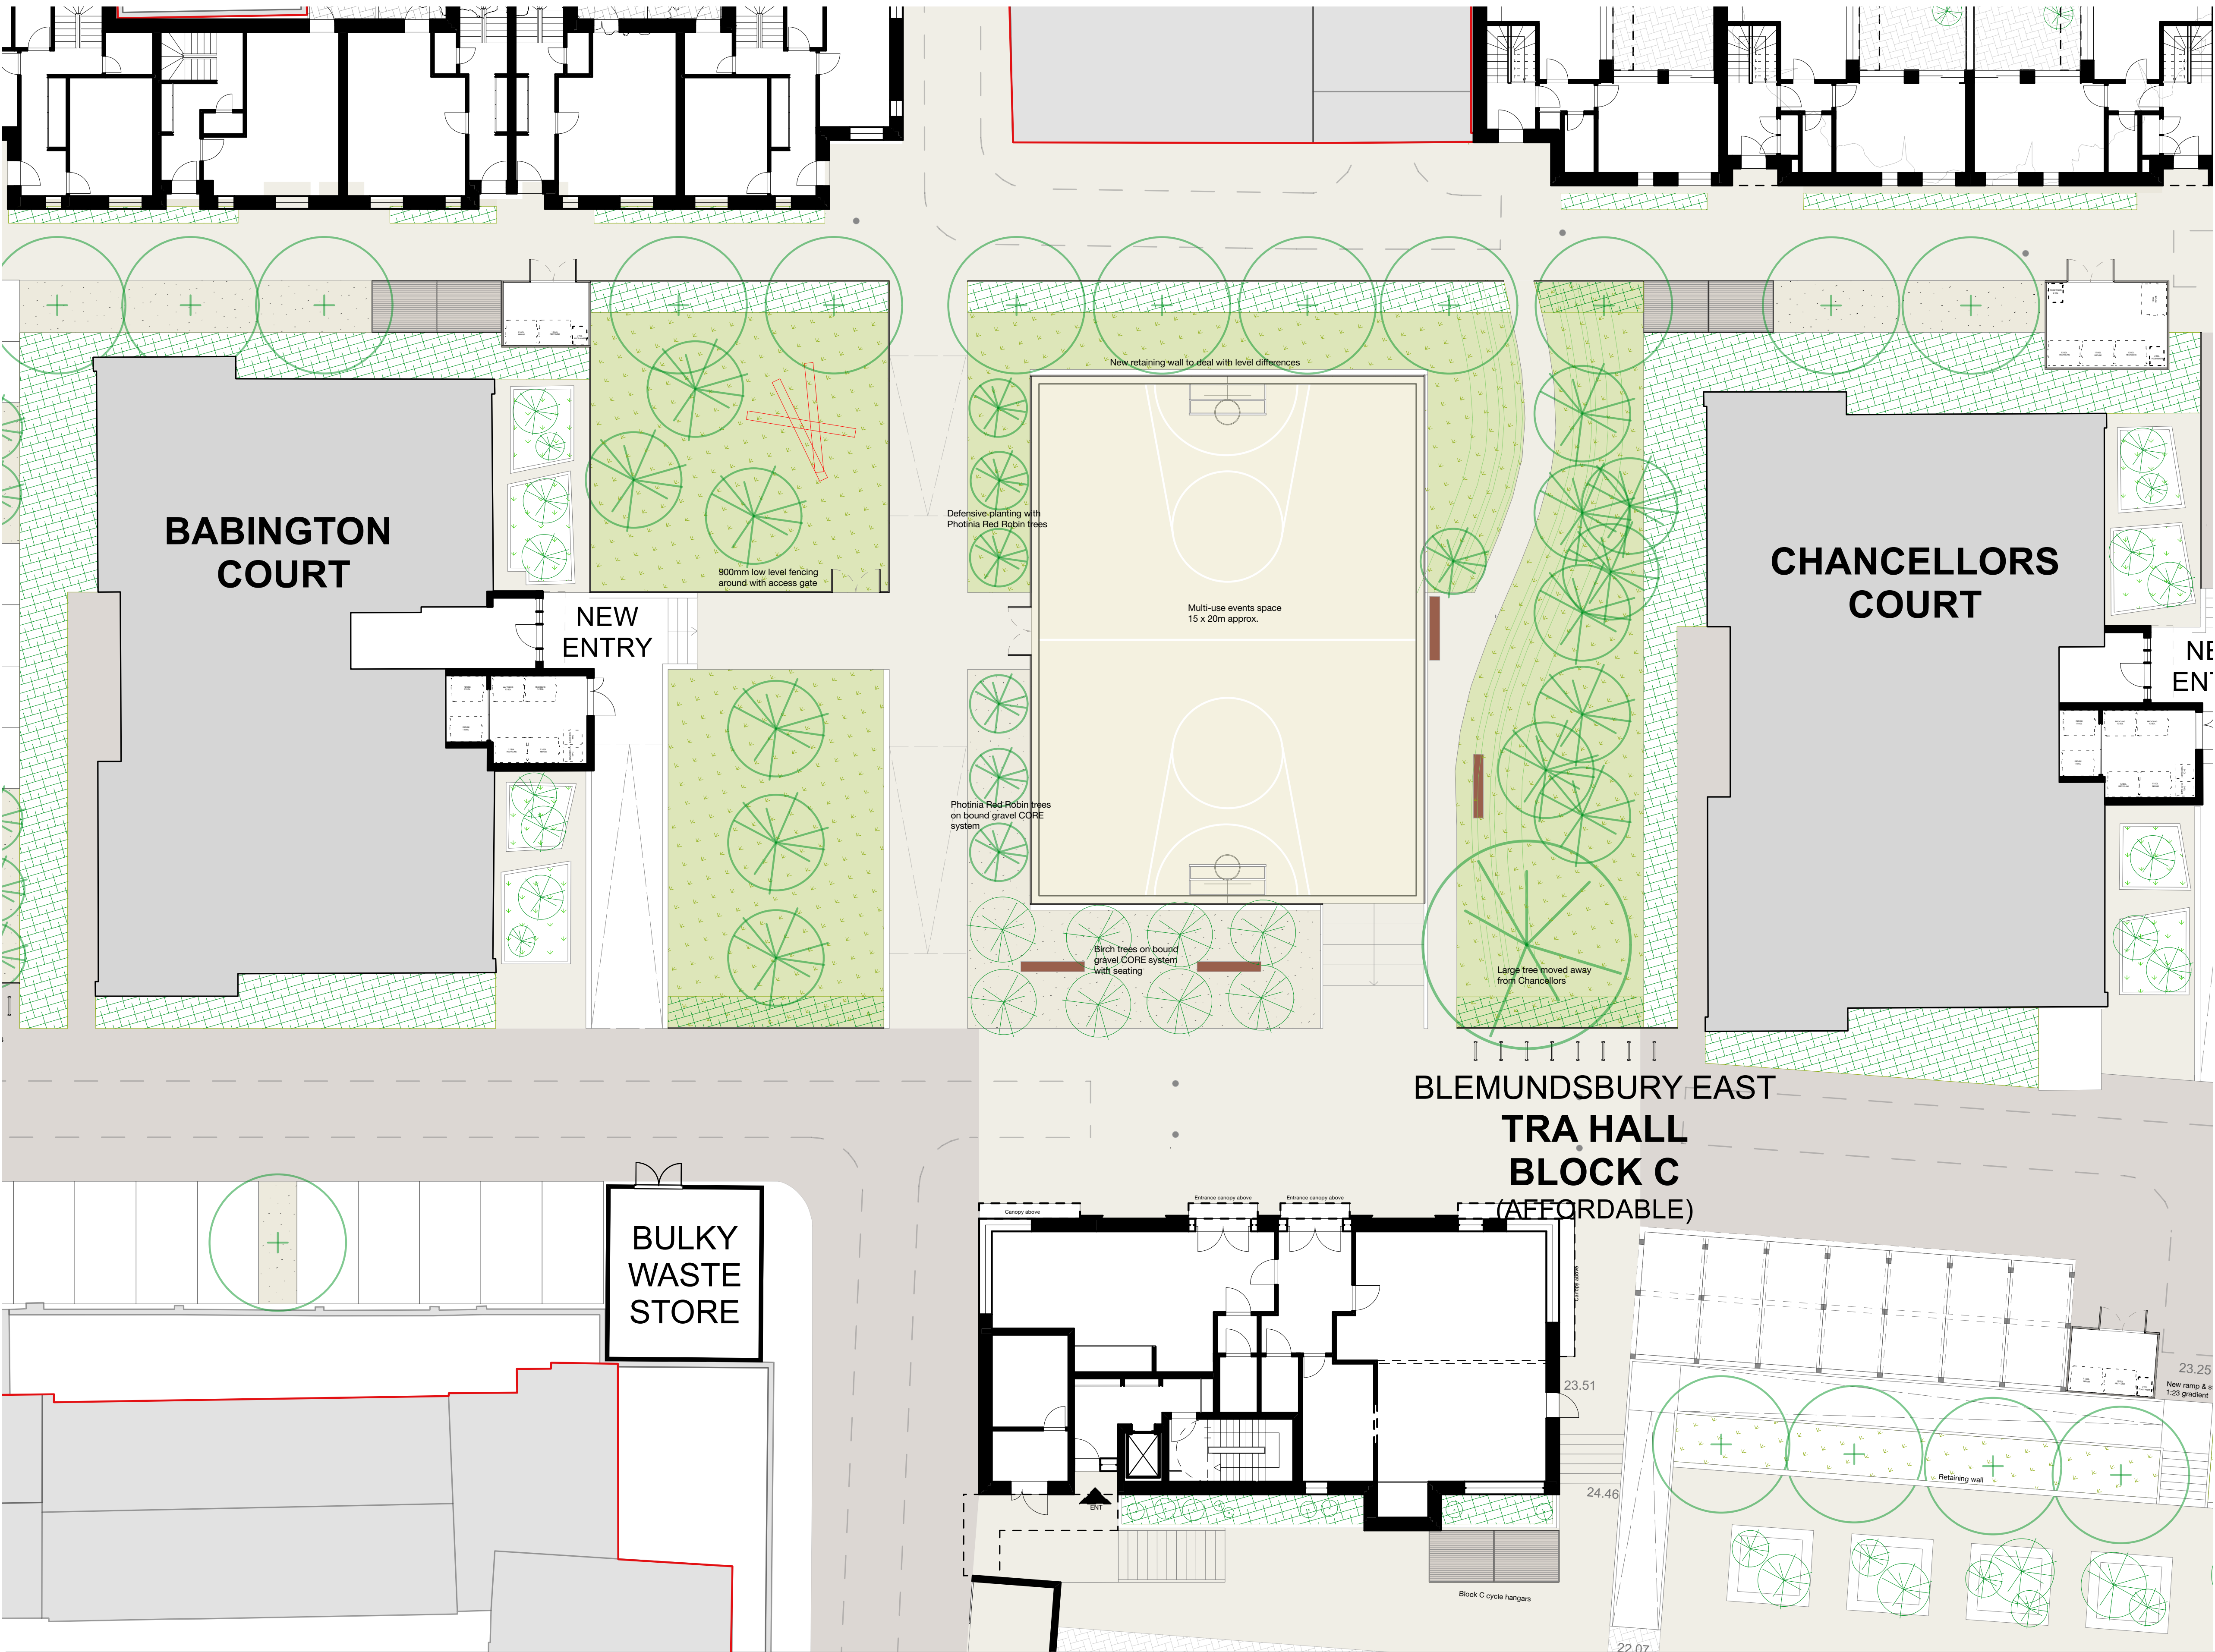 New retaining wall to deal with level differences
BABINGTON
COURT
Defensive planting with
Photinia Red Robin trees
CHANCELLORS
COURT
900mm low level fencing
around with access gate
NEW
ENTRY
Multi-use events space
15 x 20m approx.
Photinia Red Robin trees
on bound gravel CORE
system
Birch trees on bound
gravel CORE system
with seating
Large tree moved away
from Chancellors
BLEMUNDSBURY EAST
TRA HALL
BLOCK C
(AFFORDABLE)
BULKY
WASTE
STORE
Canopy above
Entrance canopy above
Entrance canopy above
Canopy above
23.51
23.25
New ramp & s
1:23 gradient
24.46
Retaining wall
ENT
Block C cycle hangars
22.07